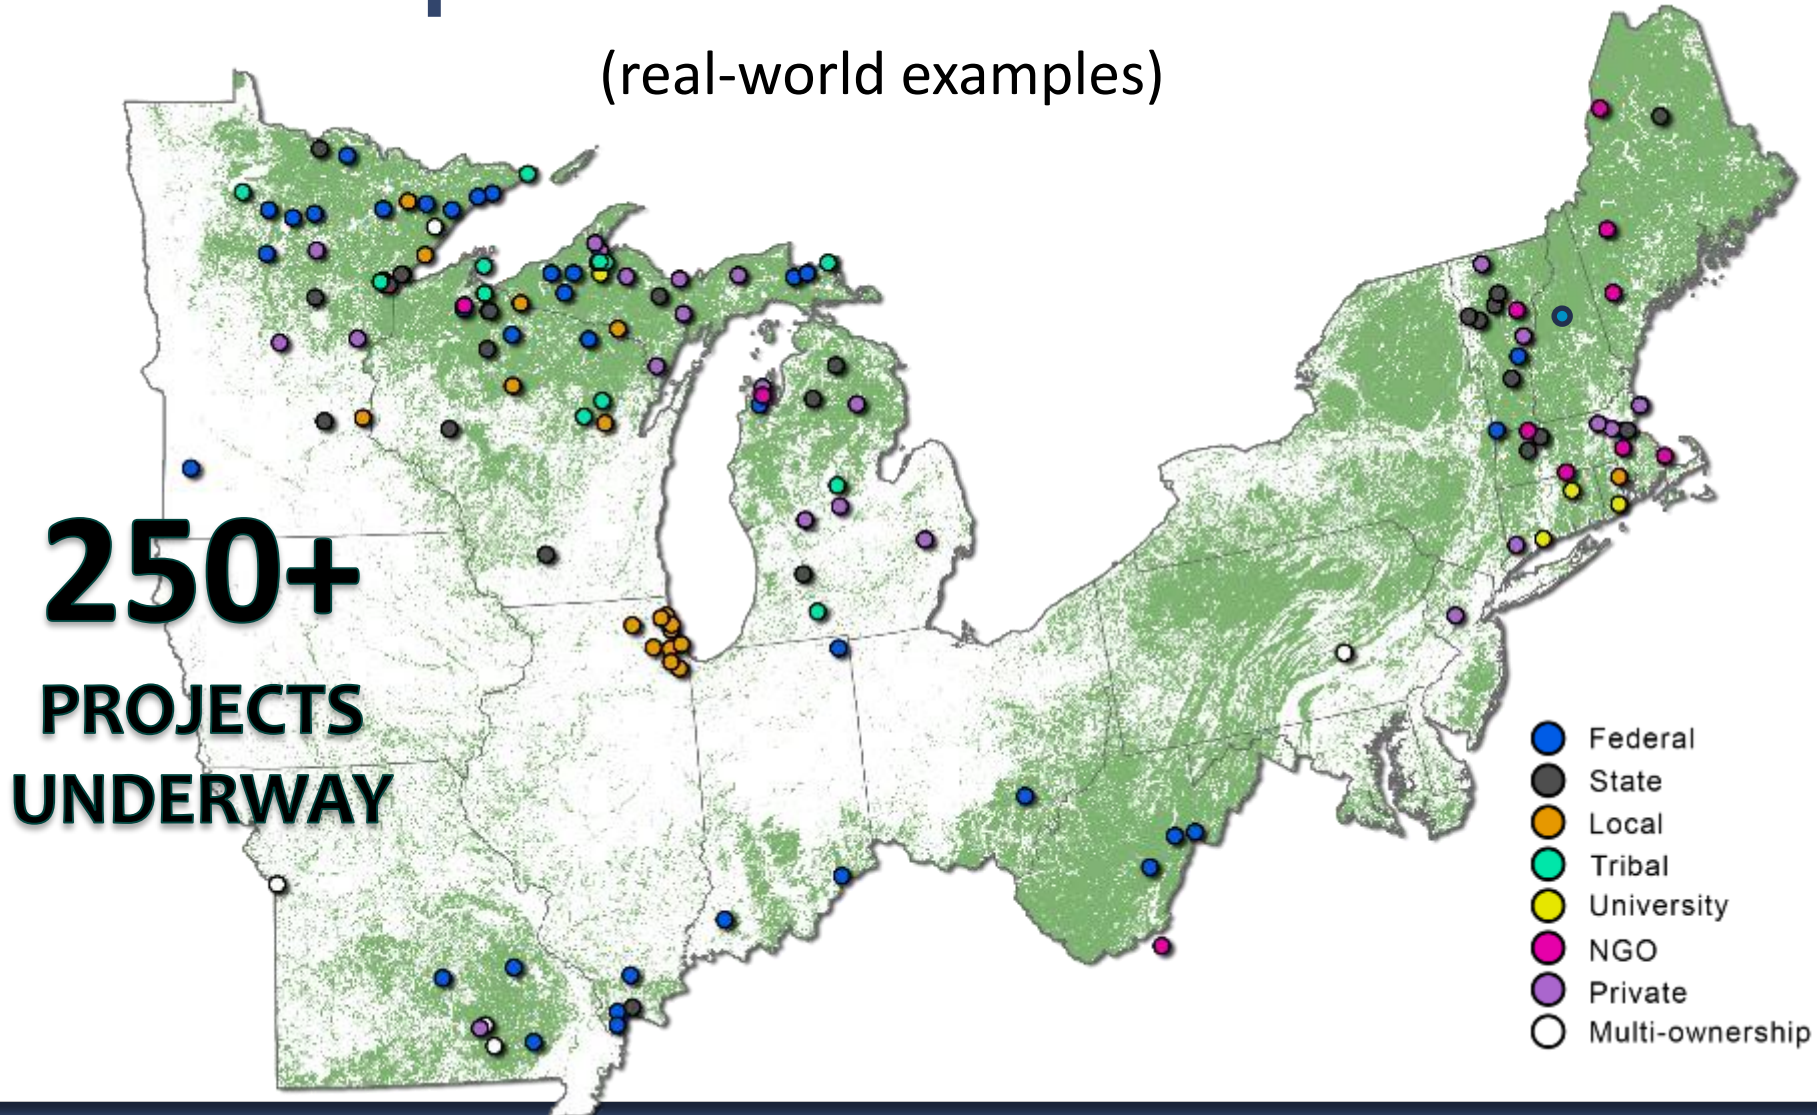 (real-world examples)
250+
PROJECTS
UNDERWAY
Federal
State
Local
Tribal
University
NGO
Private
Multi-ownership